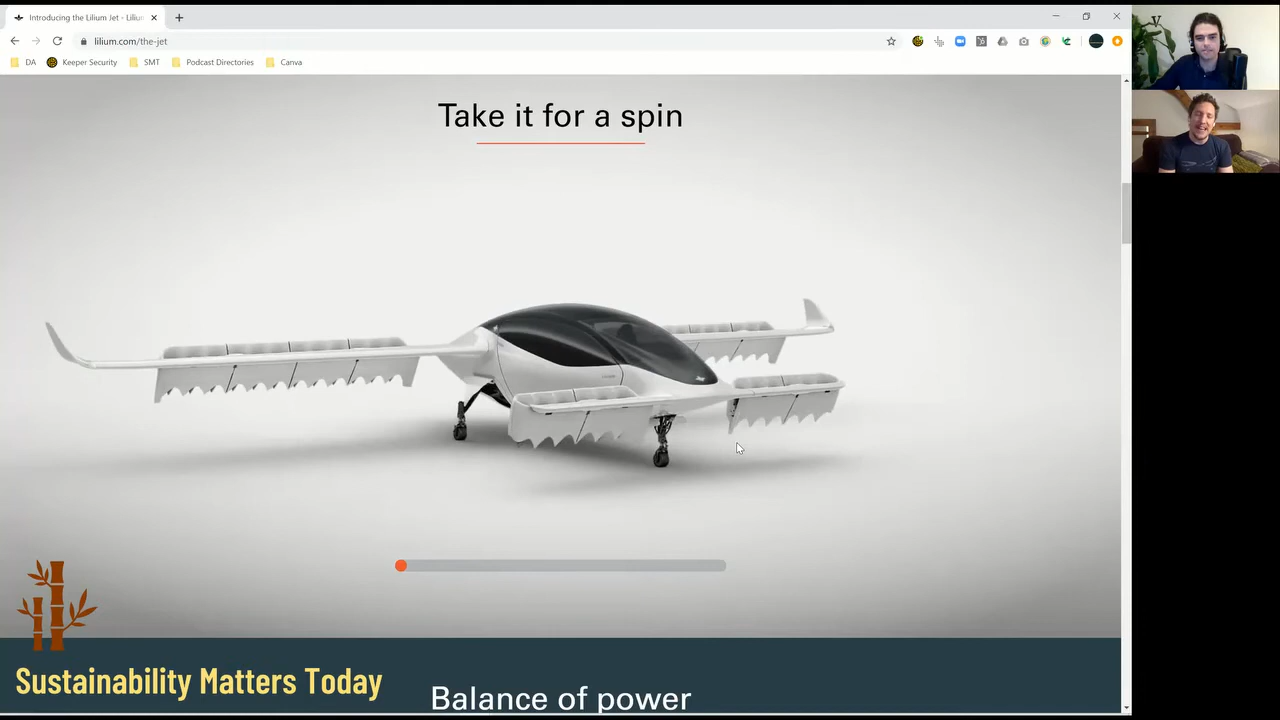 Introducing the Lilium Jet - Liliu
lilium.com/the-jet
DA
Keeper Security
SMT
Podcast Directories
Canva
Take it for a spin
Sustainability Matters Today
Balance of power